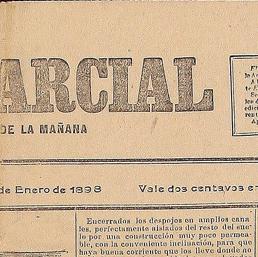 ARCIAL
DE LA MAÑANA
de Enero de 1898 Vale dos centavos e
Encerrados los despojos en amplios cana
les, perfectamente aislados del resto del sue
lo por una construcción muy poco permea-
ble, con la conveniente inclinación, para que
haya buena corriente que los lleve donde no